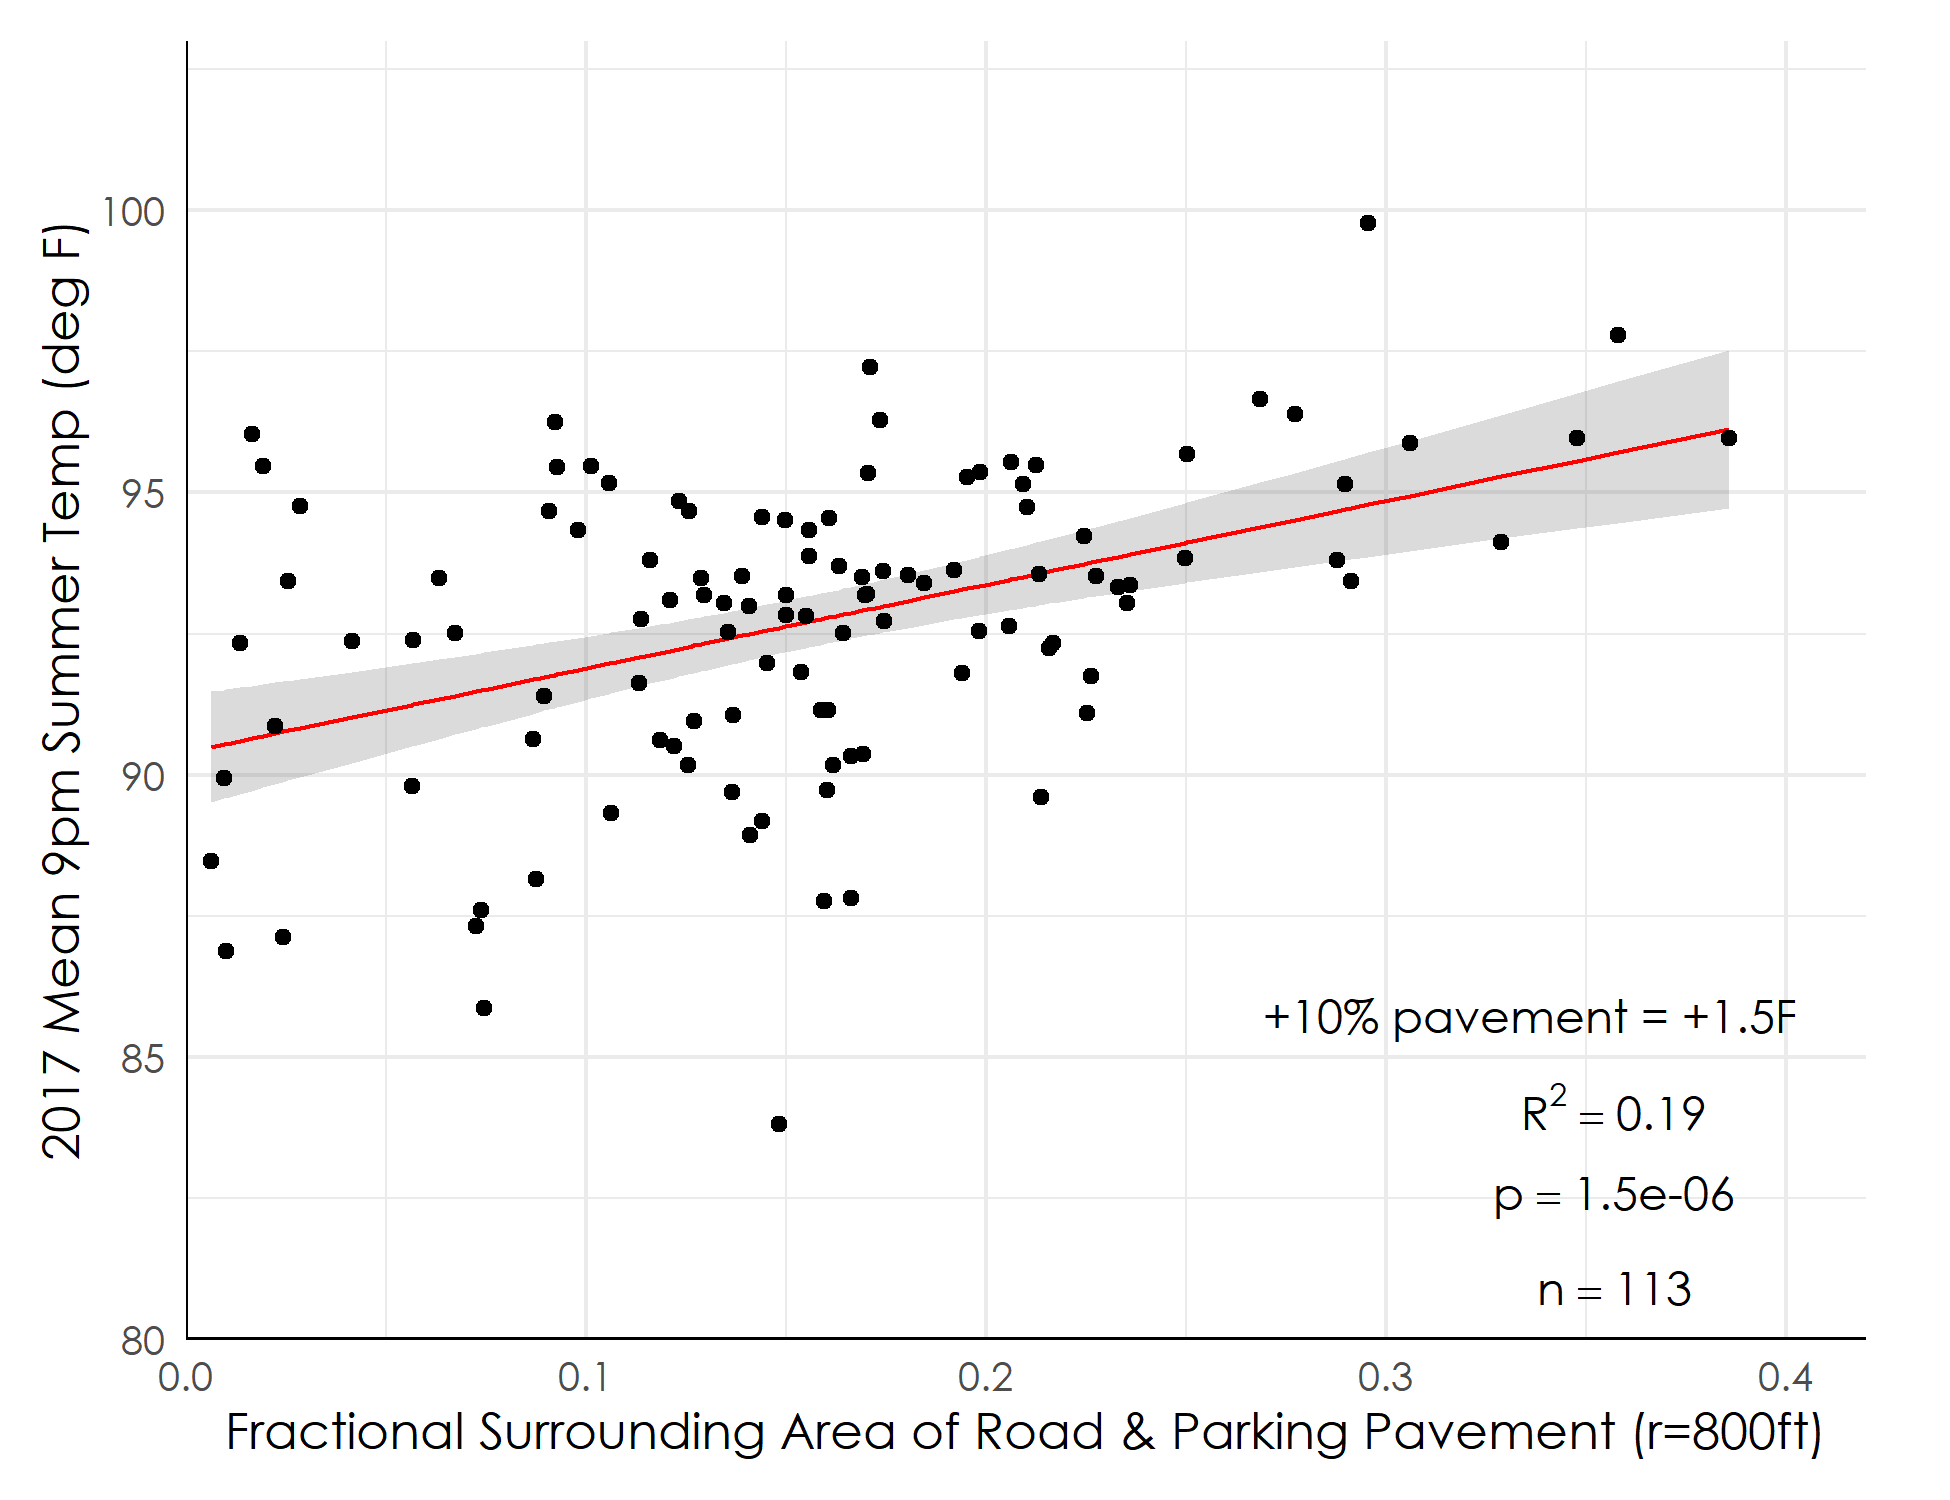 2017 Mean 9pm Summer Temp (deg F)
100
95
90
85
80
+10% pavement = +1.5F
R² = 0.19
p = 1.5e-06
n = 113
0.0 0.1 0.2 0.3 0.4
Fractional Surrounding Area of Road & Parking Pavement (r=800ft)